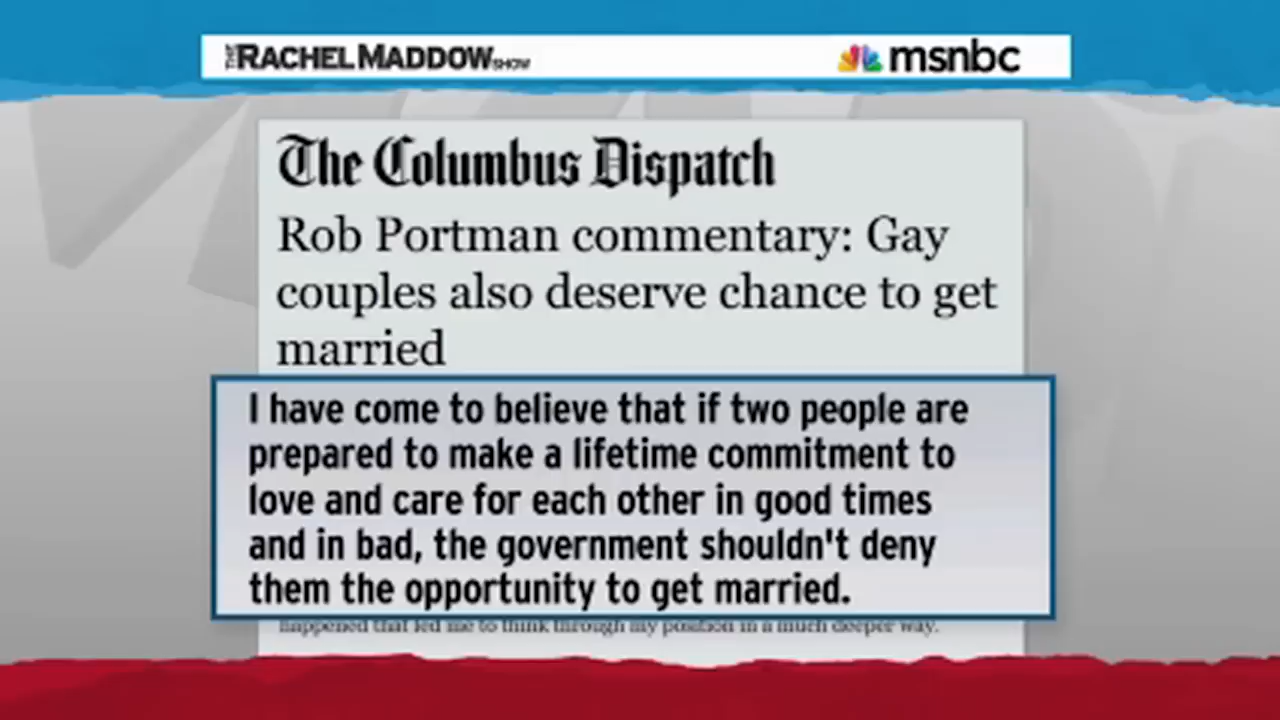 THE RACHEL MADDOW SHOW msnbc
The Columbus Dispatch
Rob Portman commentary: Gay
couples also deserve chance to get
married
I have come to believe that if two people are
prepared to make a lifetime commitment to
love and care for each other in good times
and in bad, the government shouldn't deny
them the opportunity to get married.
happened that led me to think through my position in a much deeper way.